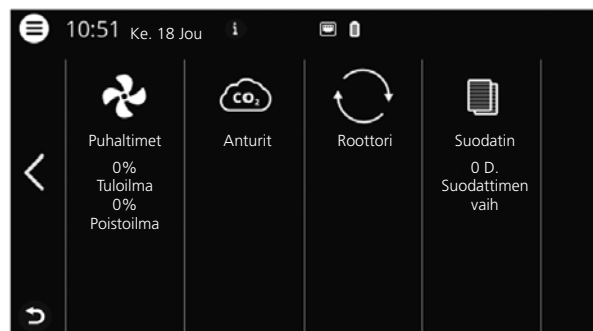 10:51 Ke. 18 Jou i
CO₂
Puhaltimet
0%
Tuloilma
0%
Poistoilma
Anturit
Roottori
Suodatin
0 D.
Suodattimen
vaih